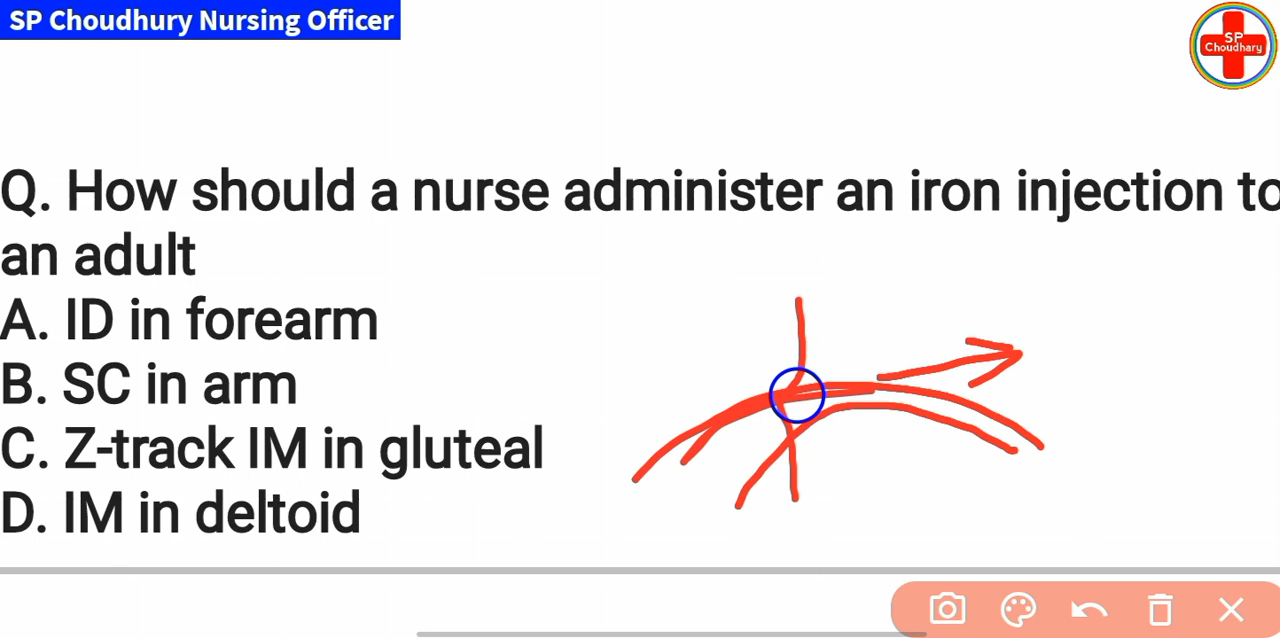 SP Choudhury Nursing Officer
SP
Choudhary
Q. How should a nurse administer an iron injection to
an adult
A. ID in forearm
B. SC in arm
C. Z-track IM in gluteal
D. IM in deltoid